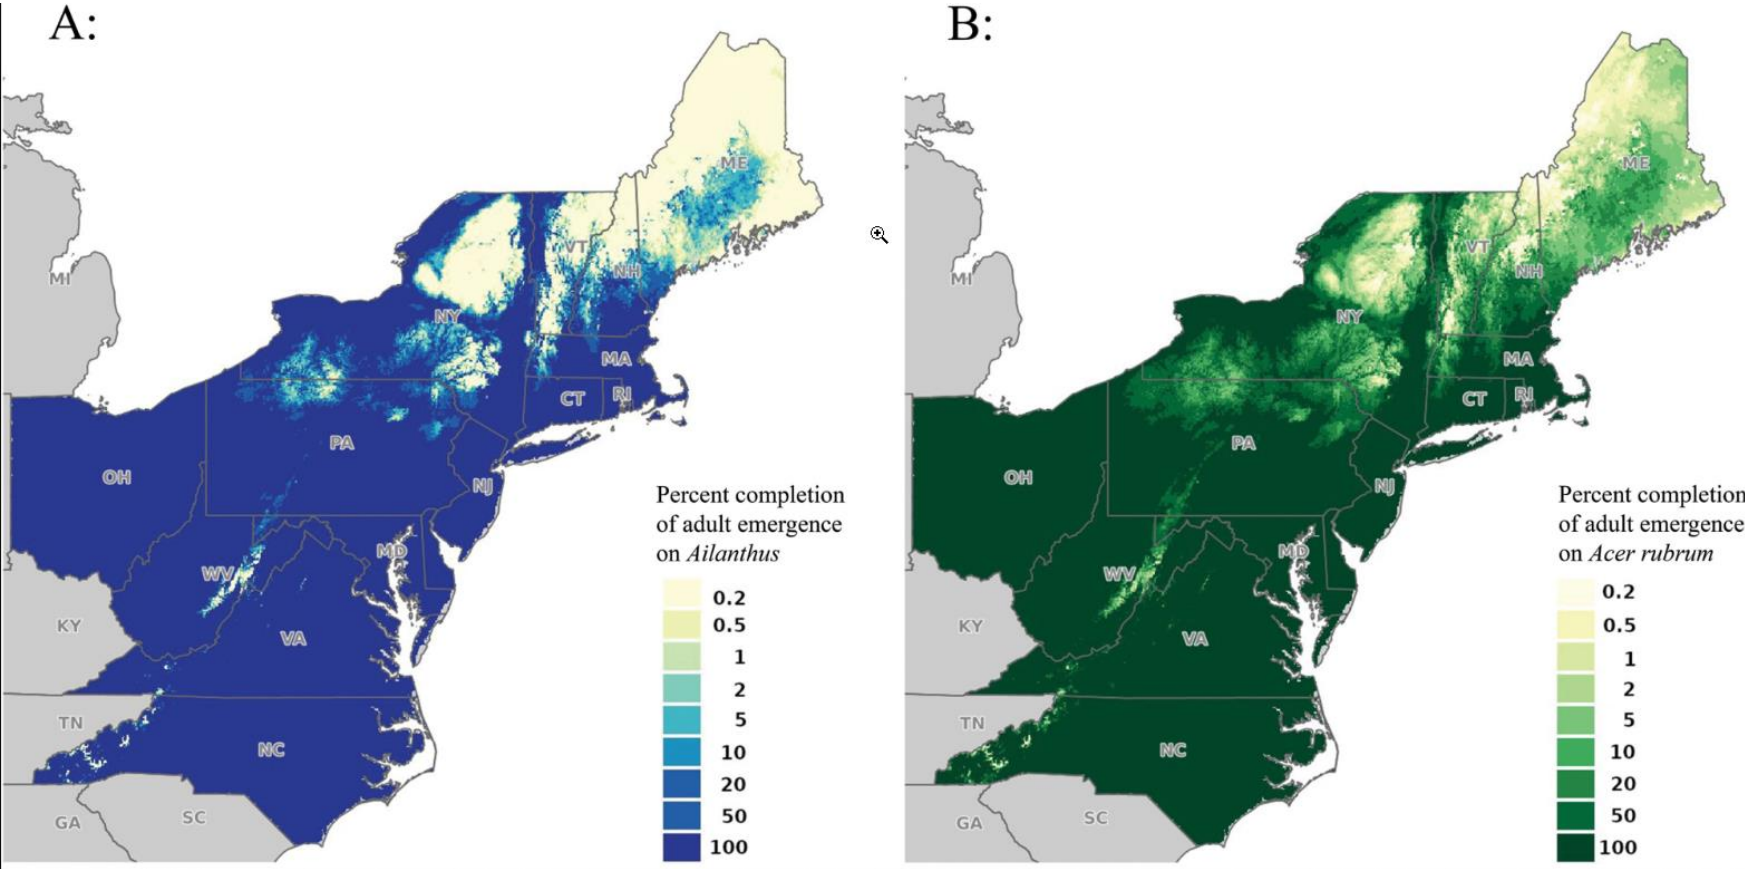 A:
ME
VT
NH
MI
NY
MA
CT
RI
PA
OH
NJ
MD
WV
KY
VA
TN
NC
SC
GA
Percent completion
of adult emergence
on Ailanthus
0.2
0.5
1
2
5
10
20
50
100
B:
ME
VT
NH
MI
NY
MA
CT
RI
PA
OH
NJ
MD
WV
KY
VA
TN
NC
SC
GA
Percent completion
of adult emergence
on Acer rubrum
0.2
0.5
1
2
5
10
20
50
100